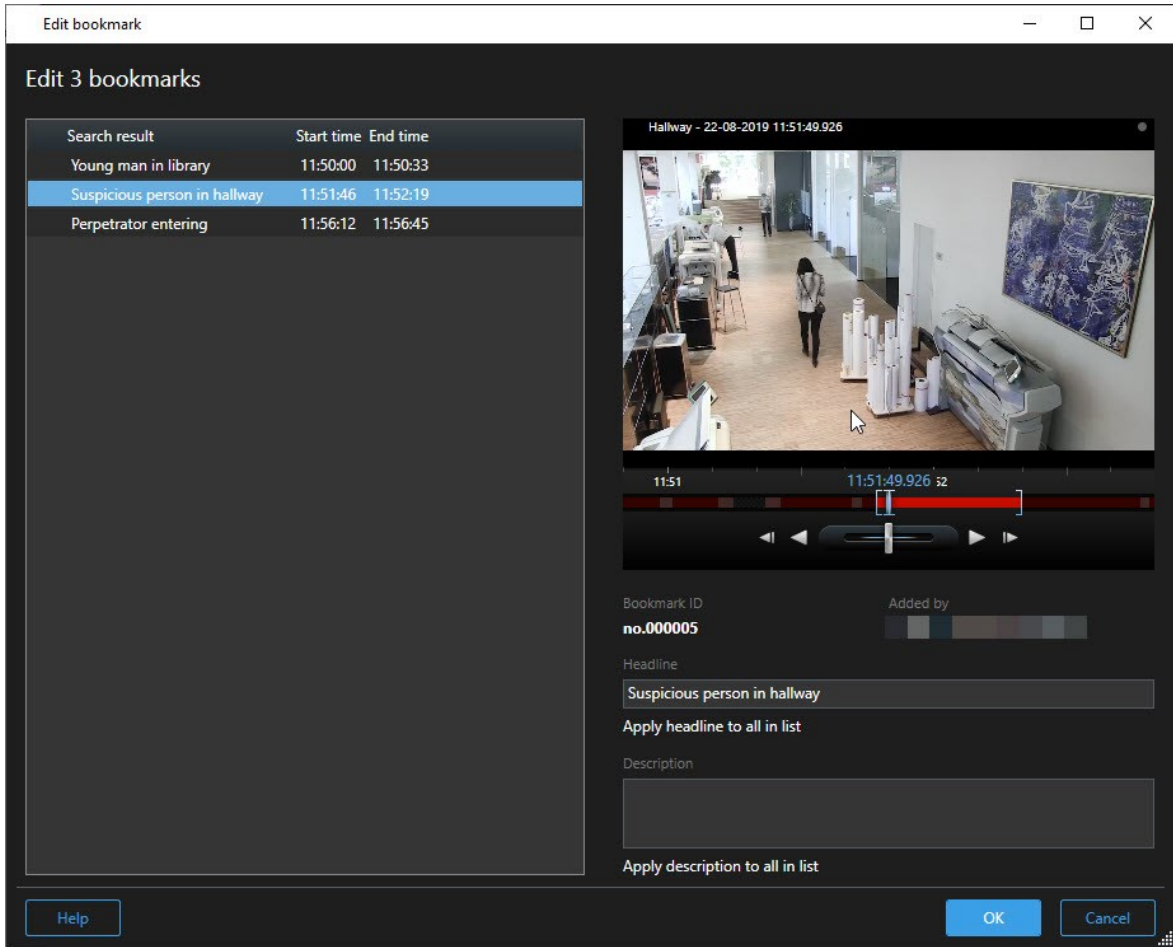 Edit bookmark
Edit 3 bookmarks
Search result Start time End time
Young man in library 11:50:00 11:50:33
Suspicious person in hallway 11:51:46 11:52:19
Perpetrator entering 11:56:12 11:56:45
Hallway - 22-08-2019 11:51:49.926
11:51 11:51:49.926 52
Bookmark ID Added by
no.000005
Headline
Suspicious person in hallway
Apply headline to all in list
Description
Apply description to all in list
Help OK Cancel